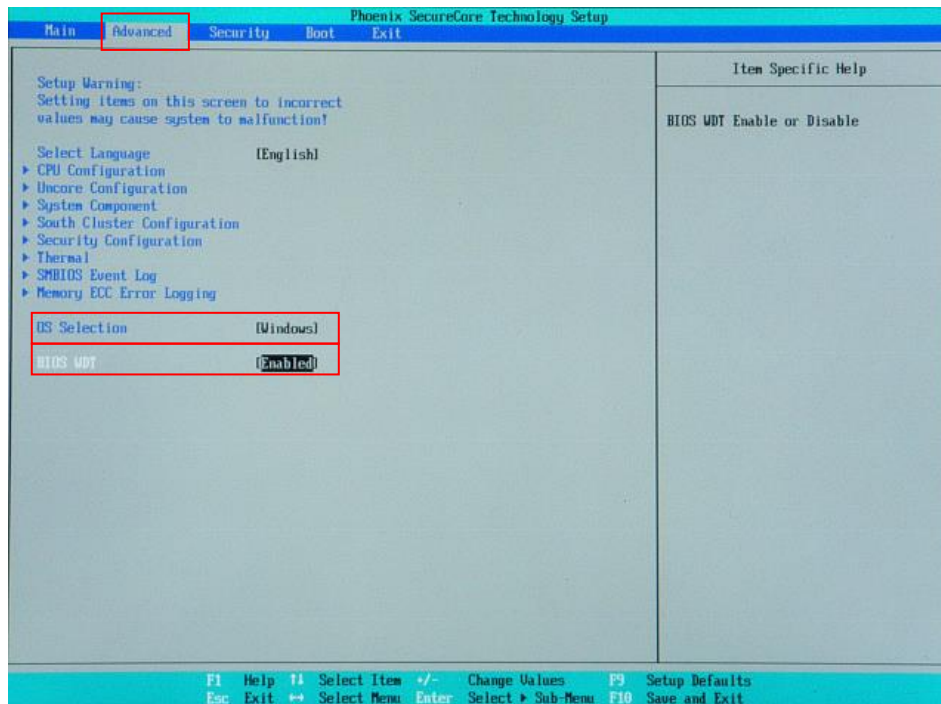 Phoenix SecureCore Technology Setup
Main Advanced Security Boot Exit
Item Specific Help
Setup Warning:
Setting items on this screen to incorrect
values may cause system to malfunction!
BIOS WDT Enable or Disable
Select Language [English]
CPU Configuration
Uncore Configuration
System Component
South Cluster Configuration
Security Configuration
Thermal
SMBIOS Event Log
Memory ECC Error Logging
OS Selection [Windows]
BIOS WDT [Enabled]
F1 Help ↑↓ Select Item +/- Change Values F9 Setup Defaults
Esc Exit ↔ Select Menu Enter Select ▶ Sub-Menu F10 Save and Exit